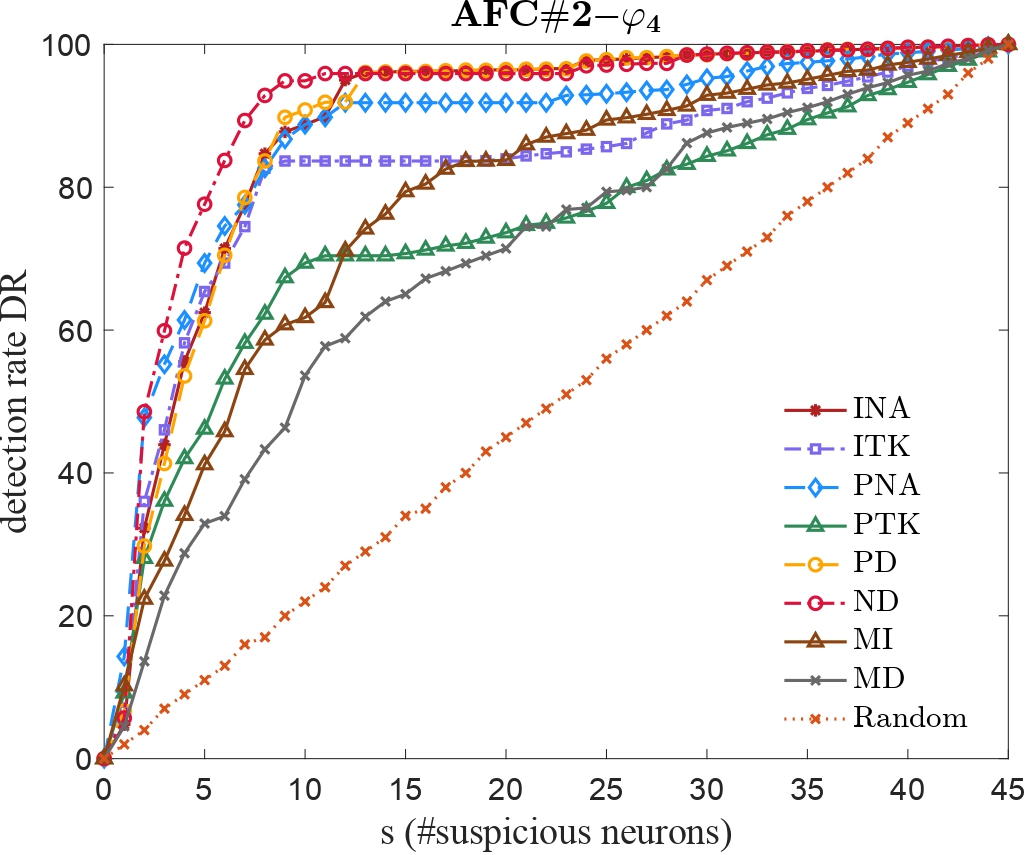 AFC#2−φ4
100
80
60
40
20
0
detection rate DR
INA
ITK
PNA
PTK
PD
ND
MI
MD
Random
0 5 10 15 20 25 30 35 40 45
s (#suspicious neurons)